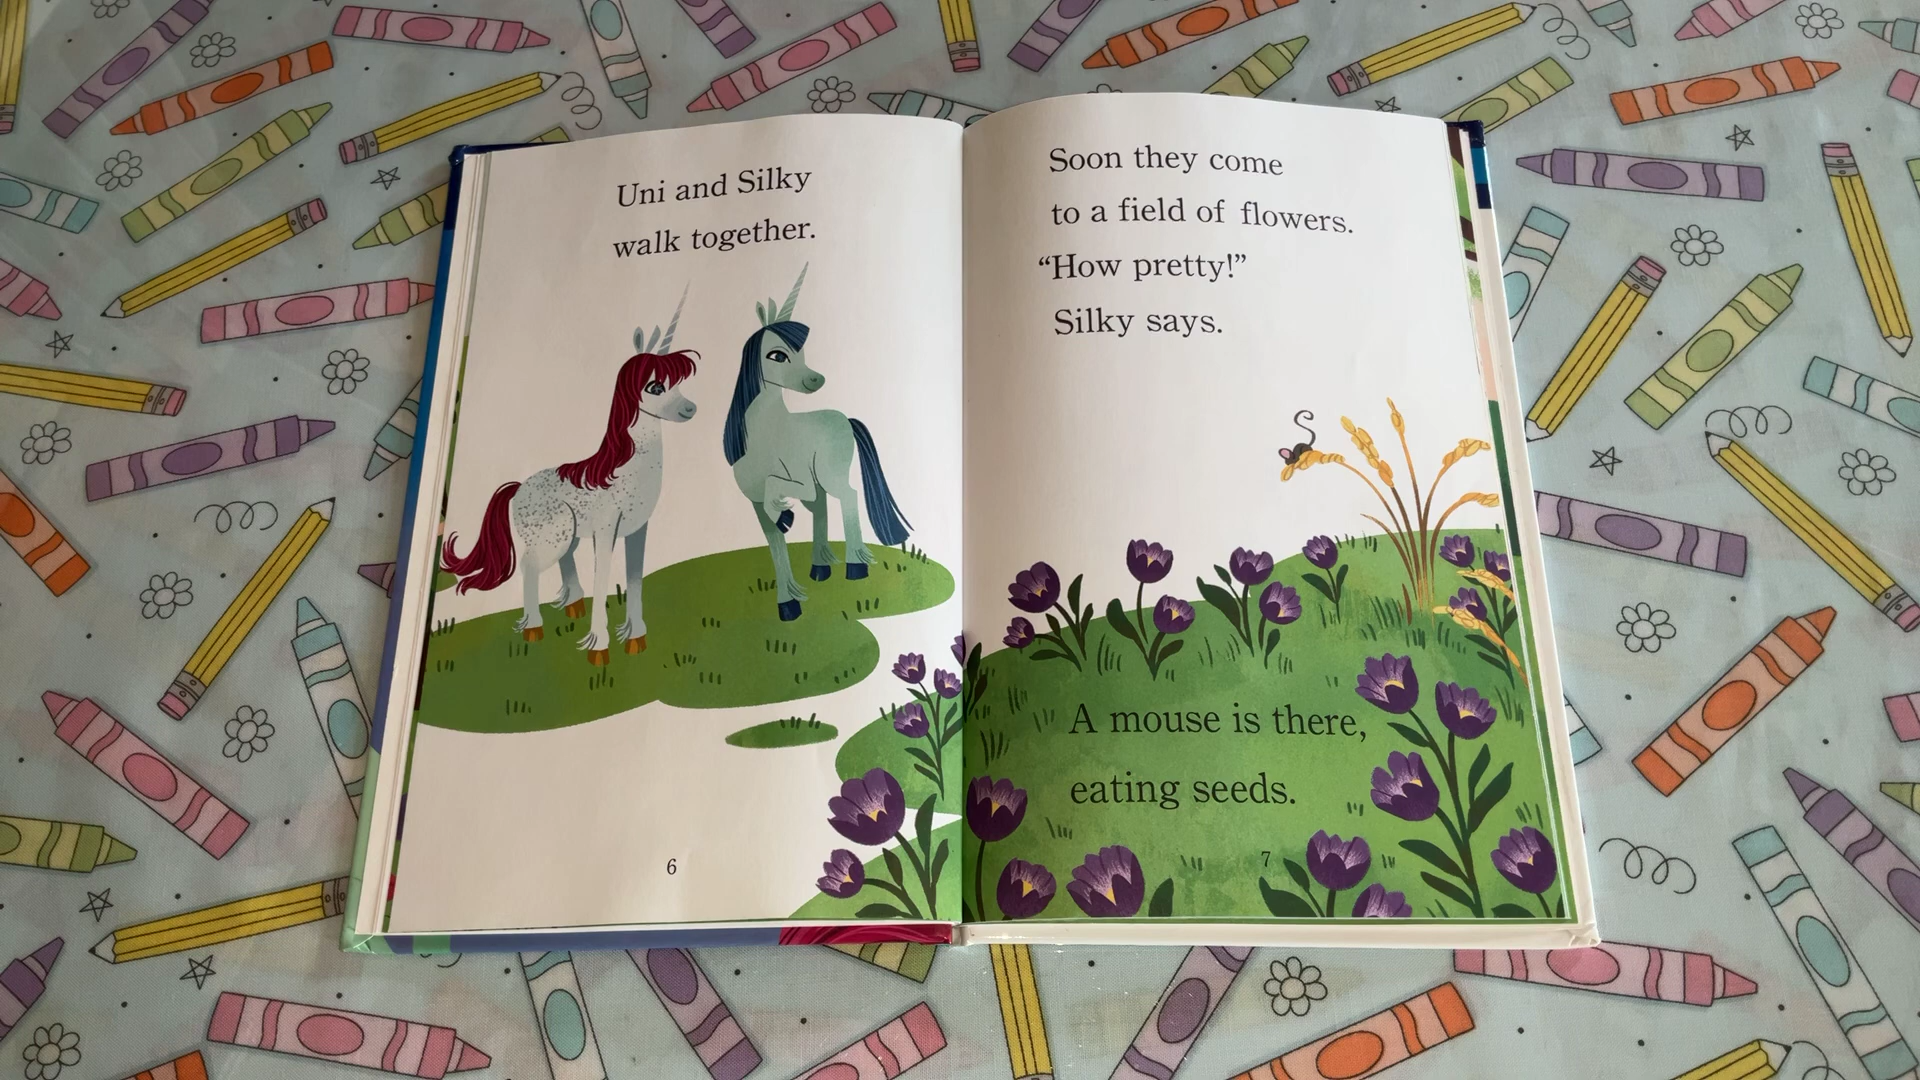 Uni and Silky
walk together.
6
Soon they come
to a field of flowers.
“How pretty!”
Silky says.
A mouse is there,
eating seeds.
7